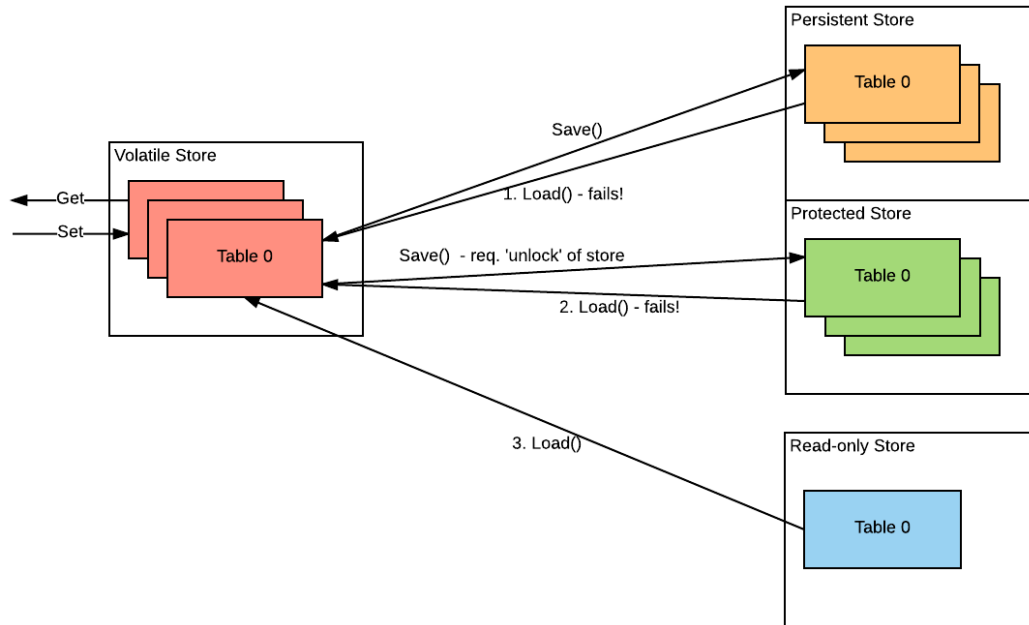 Persistent Store
Table 0
Save()
Volatile Store
1. Load() - fails!
Get
Protected Store
Set
Table 0
Save()  - req. 'unlock' of store
Table 0
2. Load() - fails!
3. Load()
Read-only Store
Table 0